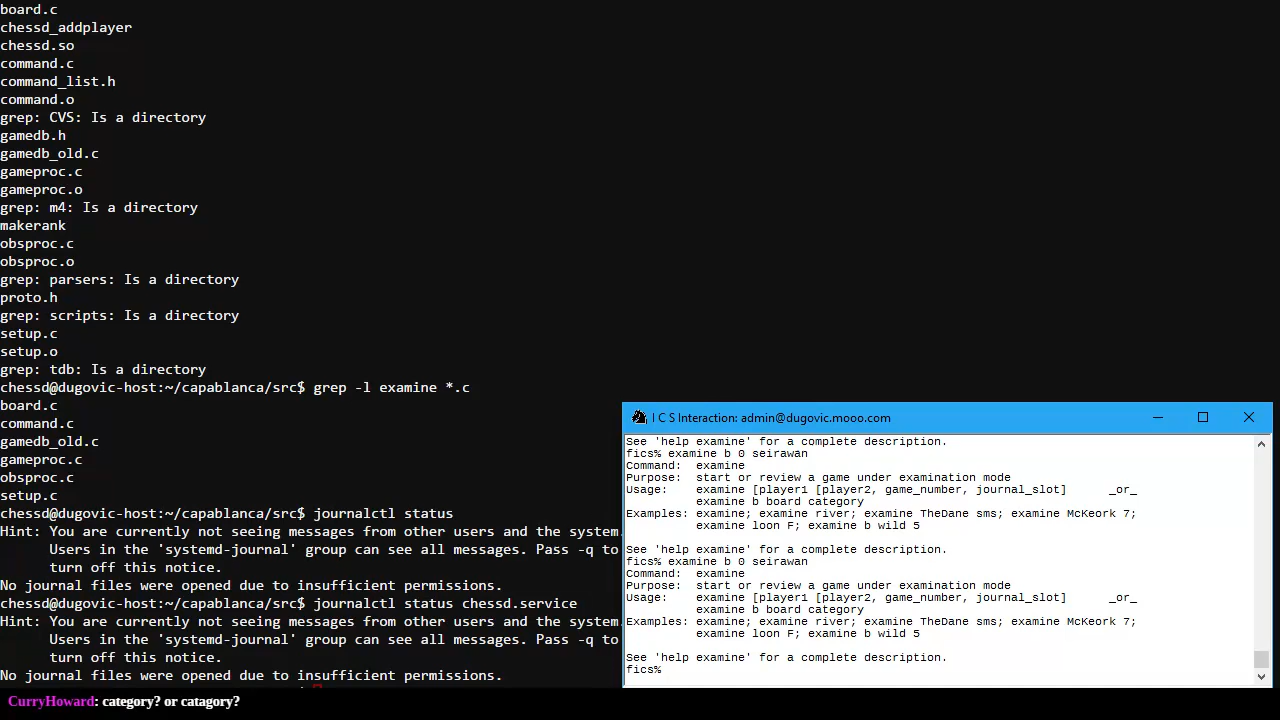 board.c
chessd_addplayer
chessd.so
command.c
command_list.h
command.o
grep: CVS: Is a directory
gamedb.h
gamedb_old.c
gameproc.c
gameproc.o
grep: m4: Is a directory
makerank
obsproc.c
obsproc.o
grep: parsers: Is a directory
proto.h
grep: scripts: Is a directory
setup.c
setup.o
grep: tdb: Is a directory
chessd@dugovic-host:~/capablanca/src$ grep -l examine *.c
board.c
command.c
gamedb_old.c
gameproc.c
obsproc.c
setup.c
chessd@dugovic-host:~/capablanca/src$ journalctl status
Hint: You are currently not seeing messages from other users and the system.
Users in the 'systemd-journal' group can see all messages. Pass -q to
turn off this notice.
No journal files were opened due to insufficient permissions.
chessd@dugovic-host:~/capablanca/src$ journalctl status chessd.service
Hint: You are currently not seeing messages from other users and the system.
Users in the 'systemd-journal' group can see all messages. Pass -q to
turn off this notice.
No journal files were opened due to insufficient permissions.
I C S Interaction: admin@dugovic.mooo.com
See 'help examine' for a complete description.
fics% examine b 0 seirawan
Command: examine
Purpose: start or review a game under examination mode
Usage: examine [player1 [player2, game_number, journal_slot] _or_
examine b board category
Examples: examine; examine river; examine TheDane sms; examine McKeork 7;
examine loon F; examine b wild 5
See 'help examine' for a complete description.
fics% examine b 0 seirawan
Command: examine
Purpose: start or review a game under examination mode
Usage: examine [player1 [player2, game_number, journal_slot] _or_
examine b board category
Examples: examine; examine river; examine TheDane sms; examine McKeork 7;
examine loon F; examine b wild 5
See 'help examine' for a complete description.
fics%
CurryHoward: category? or catagory?